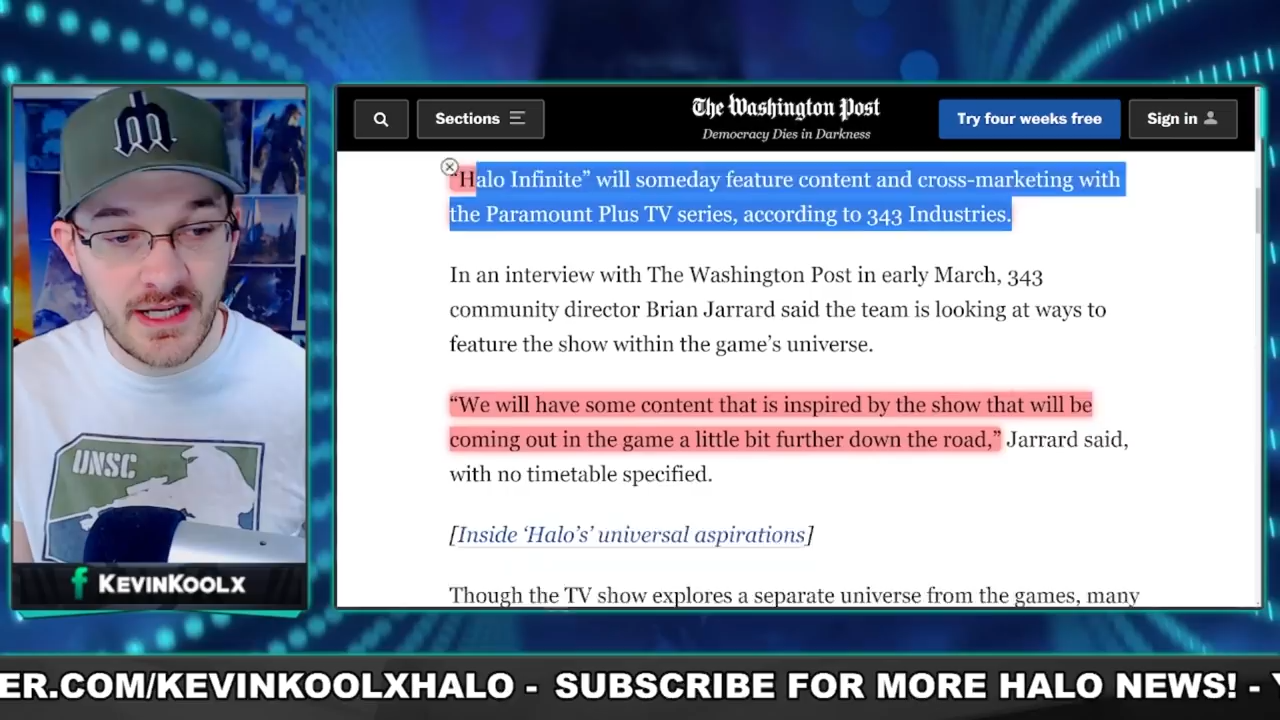 The Washington Post
Democracy Dies in Darkness
Sections
Try four weeks free
Sign in
“Halo Infinite” will someday feature content and cross-marketing with
the Paramount Plus TV series, according to 343 Industries.
In an interview with The Washington Post in early March, 343
community director Brian Jarrard said the team is looking at ways to
feature the show within the game’s universe.
“We will have some content that is inspired by the show that will be
coming out in the game a little bit further down the road,” Jarrard said,
with no timetable specified.
[Inside ‘Halo’s’ universal aspirations]
Though the TV show explores a separate universe from the games, many
UNSC
f KEVINKOOLX
ER.COM/KEVINKOOLXHALO - SUBSCRIBE FOR MORE HALO NEWS! -